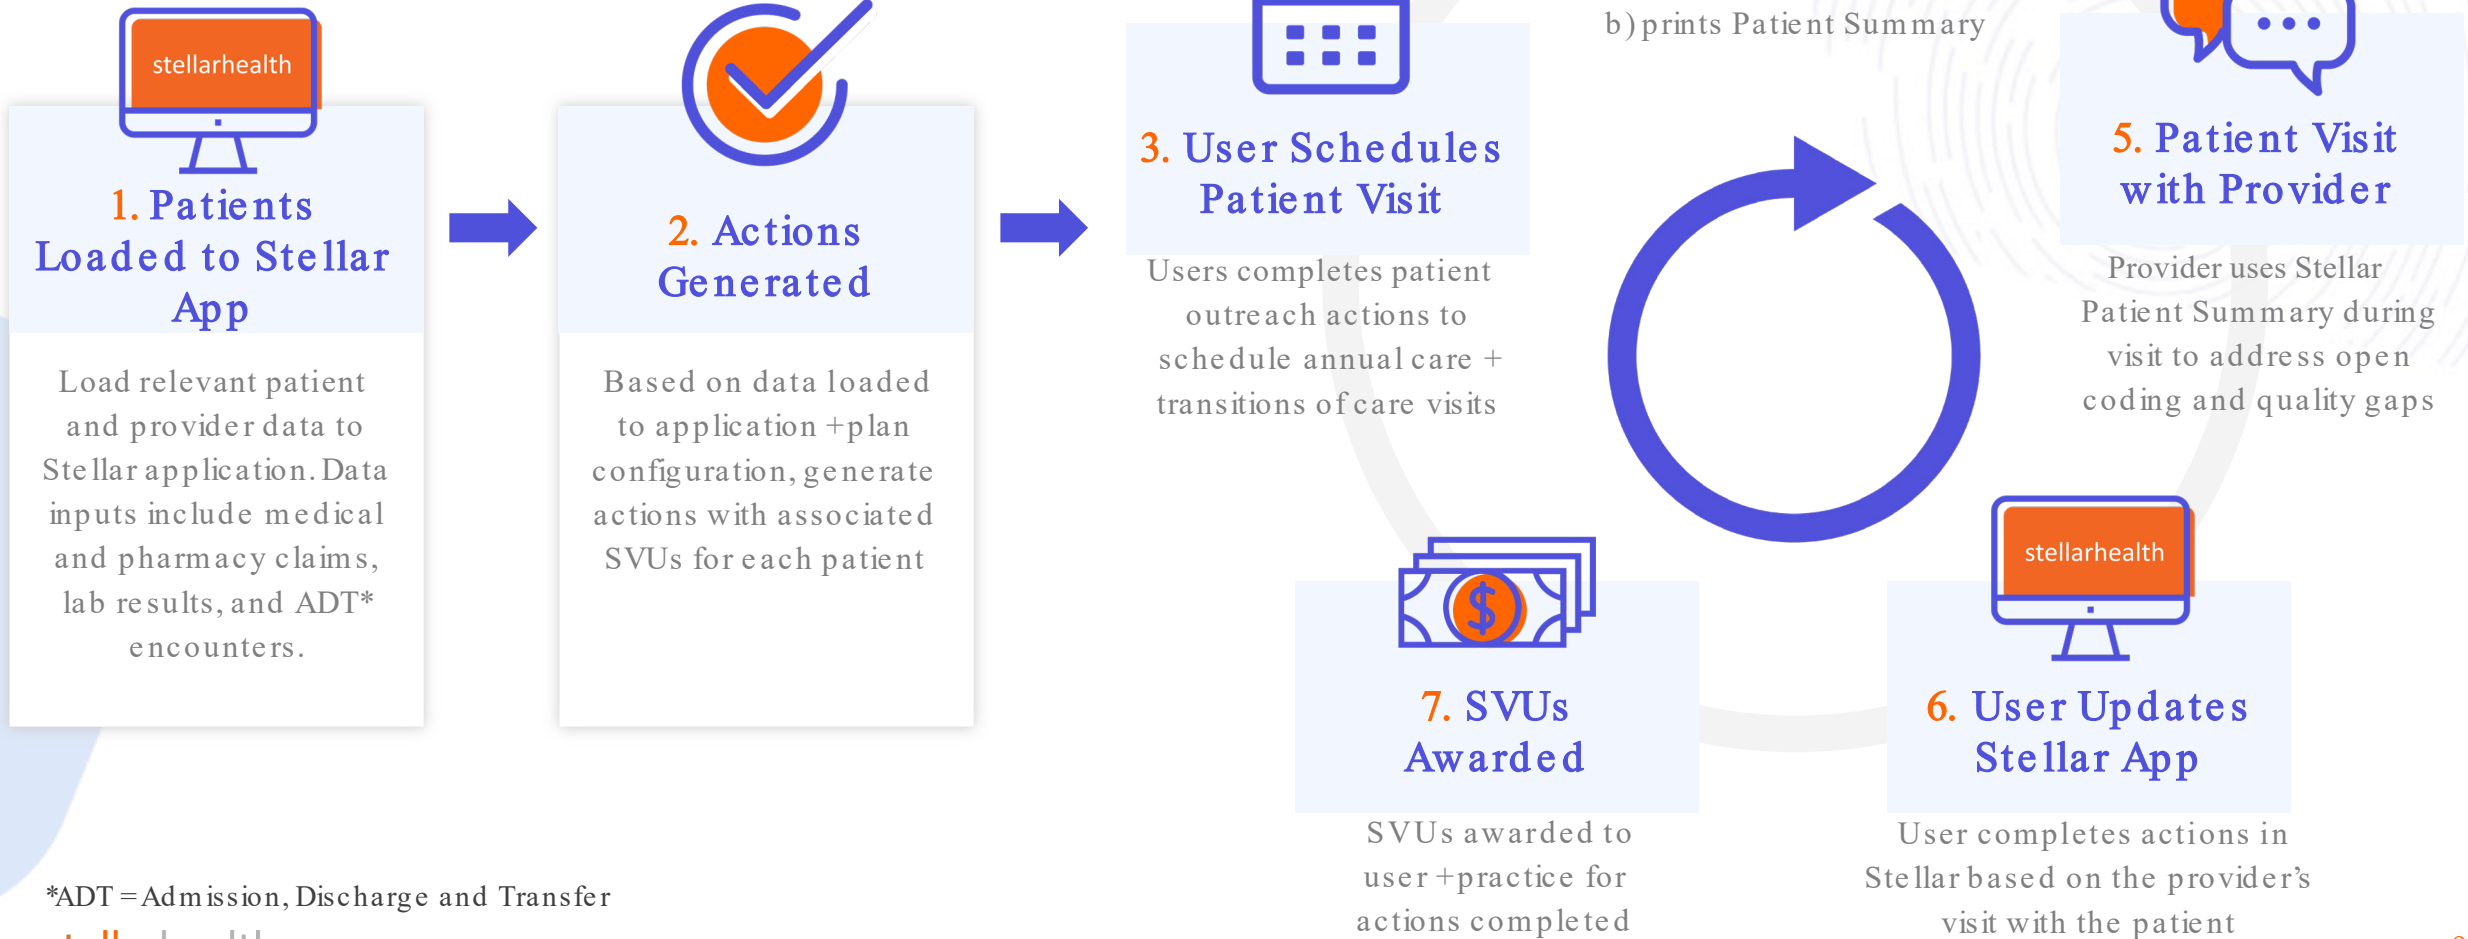 stellarhealth
1. Patients
Loaded to Stellar
App
Load relevant patient
and provider data to
Stellar application. Data
inputs include medical
and pharmacy claims,
lab results, and ADT*
encounters.
2. Actions
Generated
Based on data loaded
to application + plan
configuration, generate
actions with associated
SVUs for each patient
3. User Schedules
Patient Visit
Users completes patient
outreach actions to
schedule annual care +
transitions of care visits
b) prints Patient Summary
5. Patient Visit
with Provider
Provider uses Stellar
Patient Summary during
visit to address open
coding and quality gaps
stellarhealth
6. User Updates
Stellar App
User completes actions in
Stellar based on the provider’s
visit with the patient
$
7. SVUs
Awarded
SVUs awarded to
user + practice for
actions completed
*ADT = Admission, Discharge and Transfer